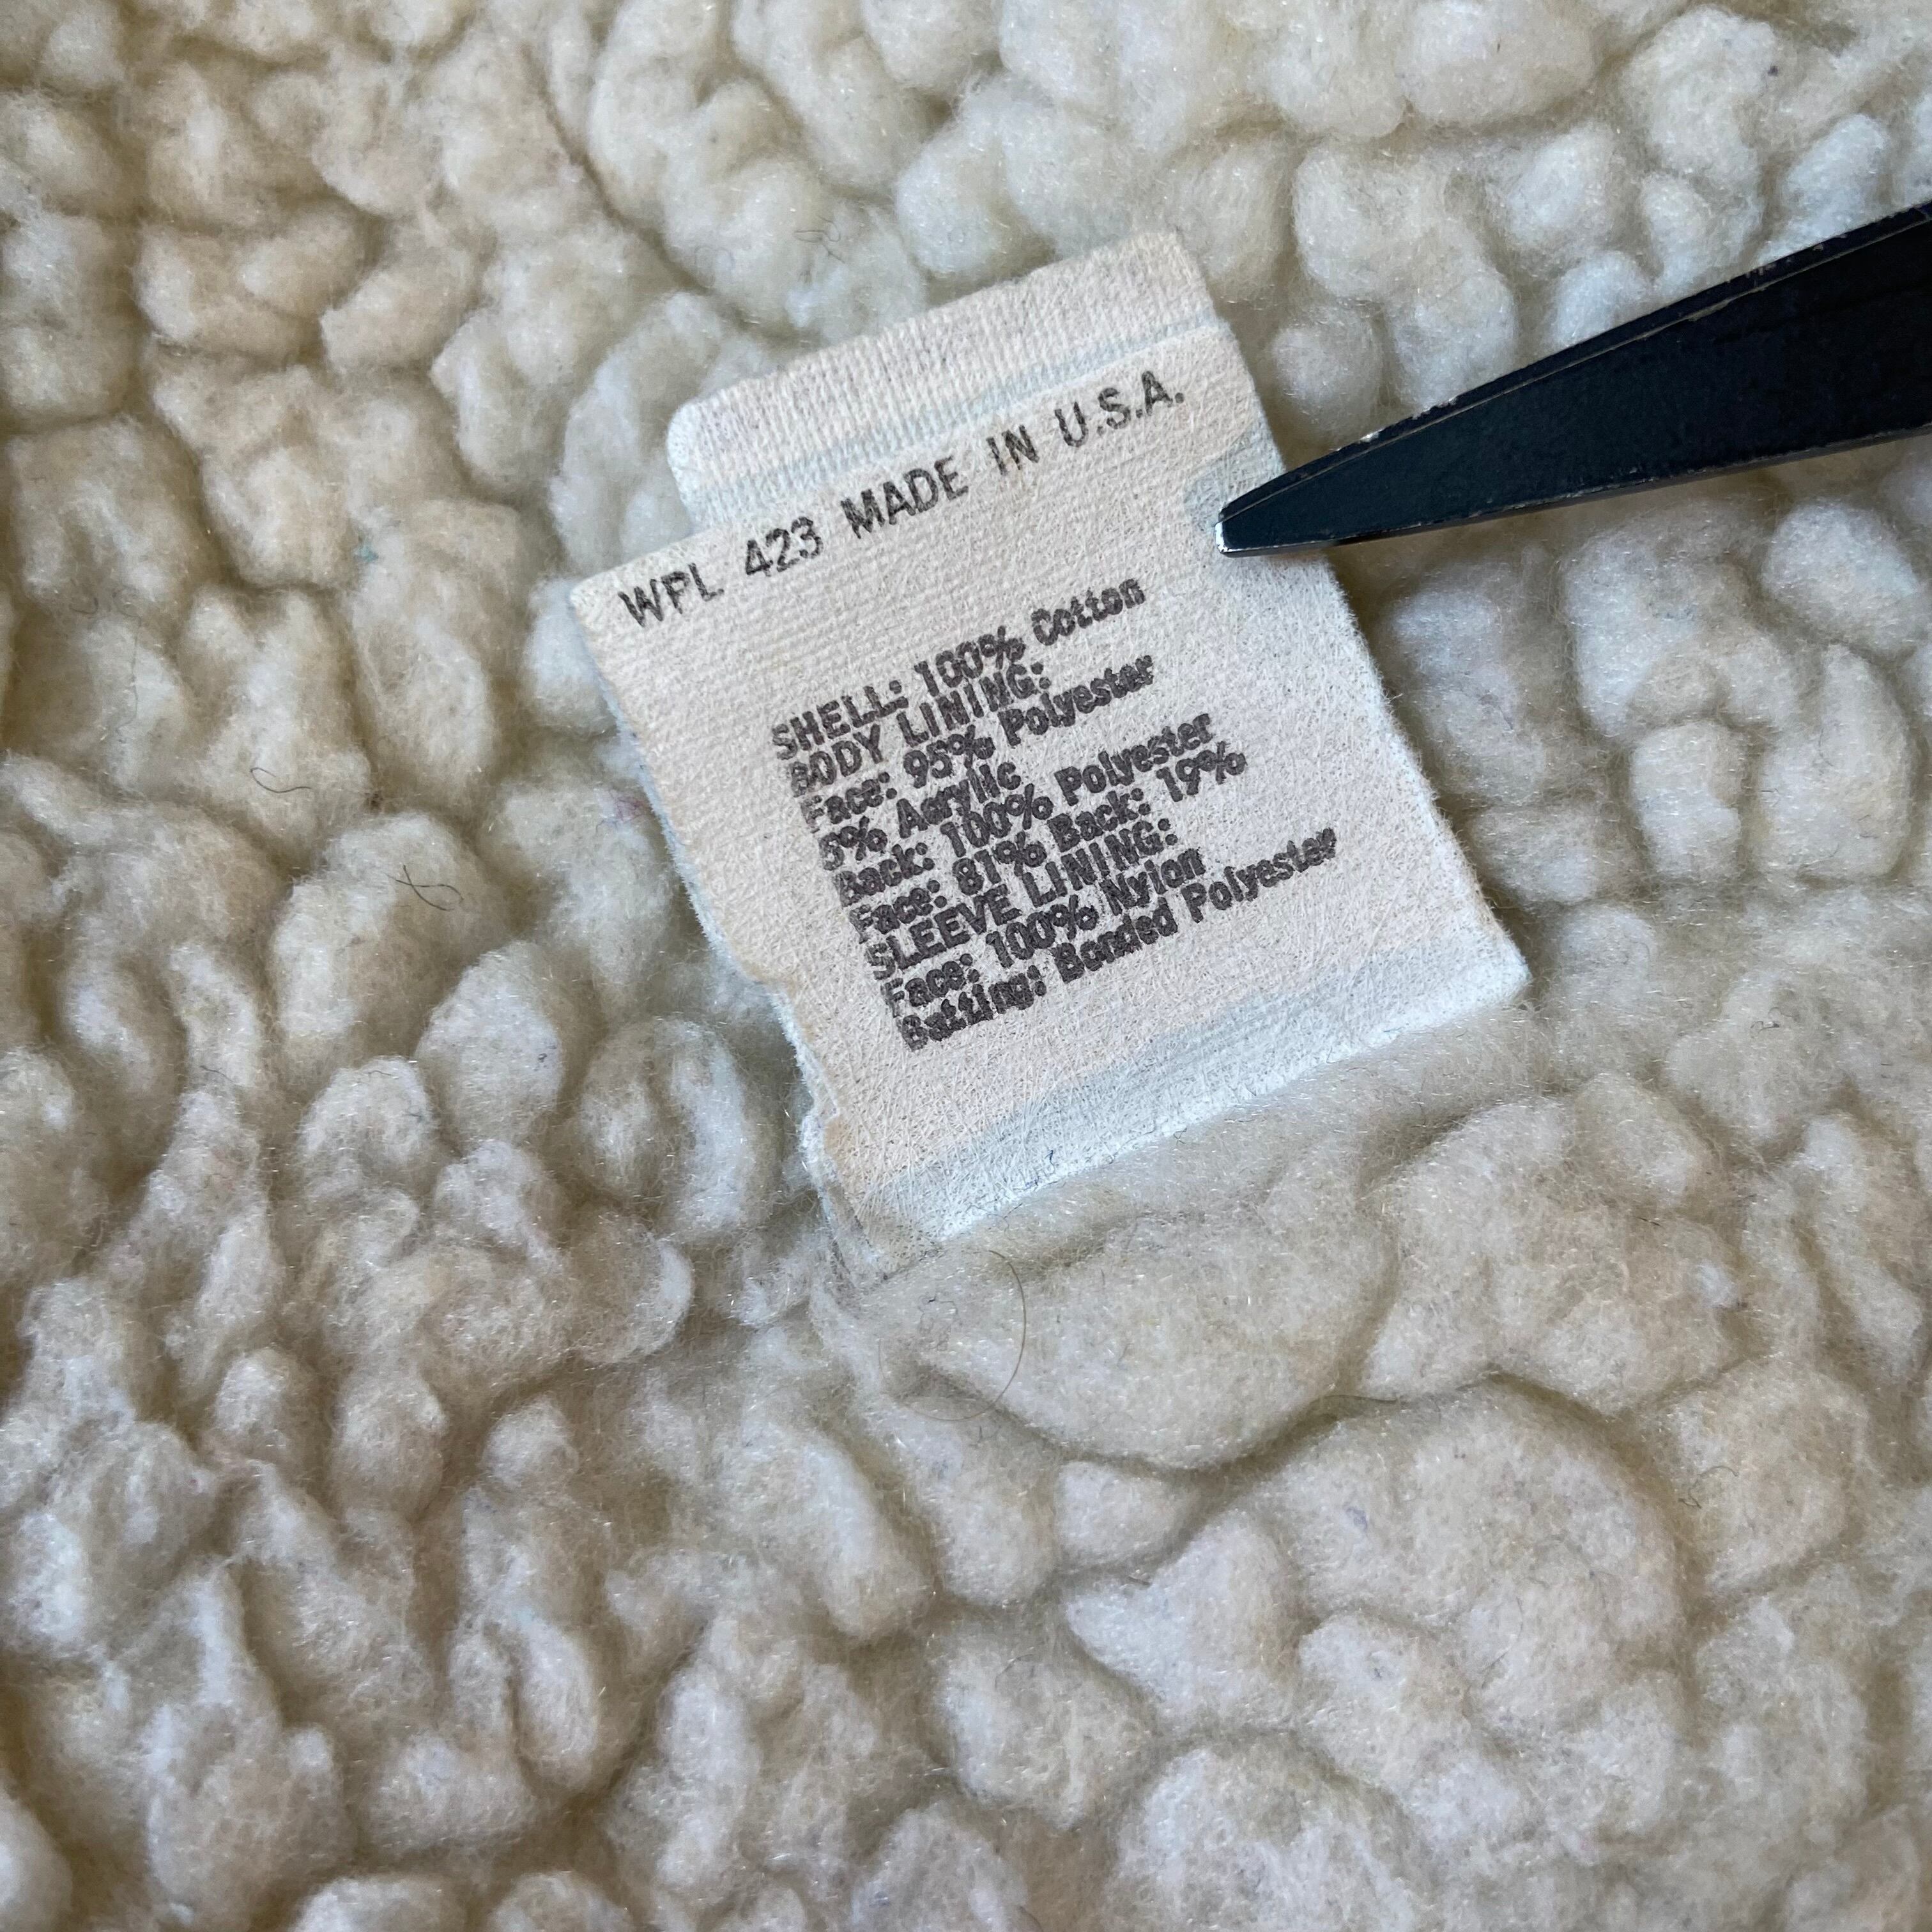 WPL 423 MADE IN U.S.A.
SHELL: 100% Cotton
BODY LINING:
Face: 95% Polyester
5% Acrylic
Back: 100% Polyester
Face: 81% Back: 19%
SLEEVE LINING:
Face: 100% Nylon
Batting: Bonded Polyester